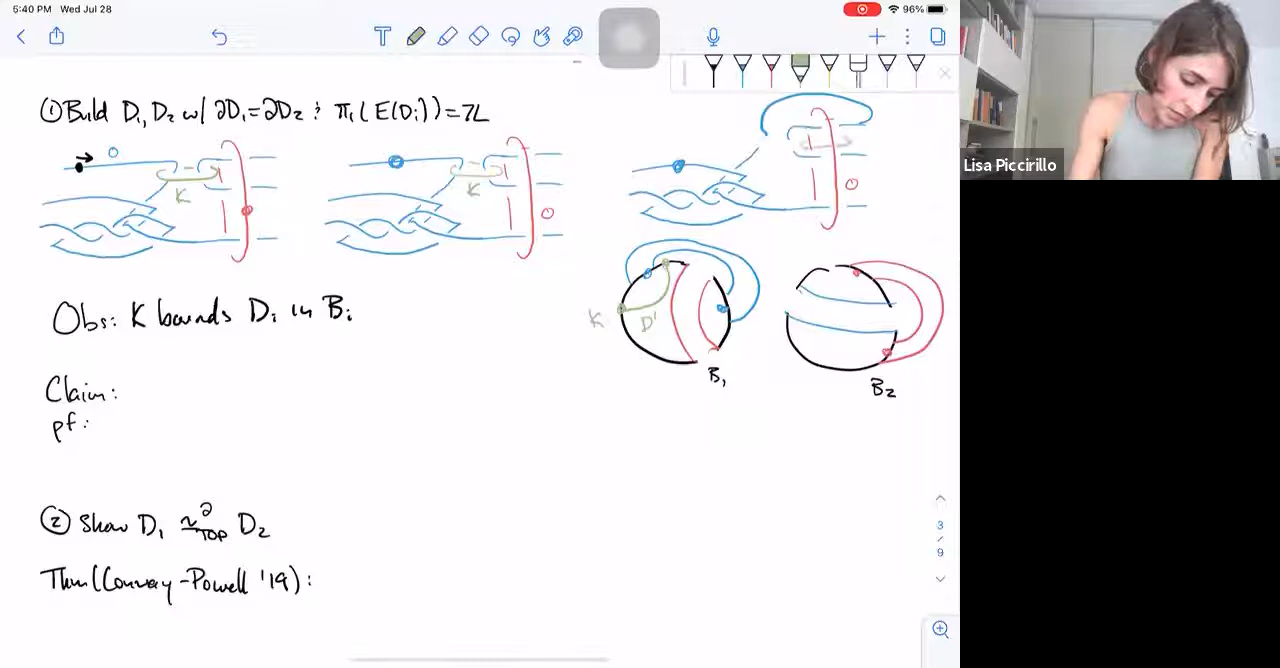 5:40 PM Wed Jul 28
96%
① Build D₁, D₂ w/ ∂D₁=∂D₂ & π₁(E(Dᵢ))=ℤ
0
K
K
0
0
Obs: K bounds Dᵢ in Bᵢ
K
D'
B₁
B₂
Claim:
pf:
② Show D₁ ≃∂ TOP D₂
Thm (Conway-Powell '19):
Lisa Piccirillo
3
/
9